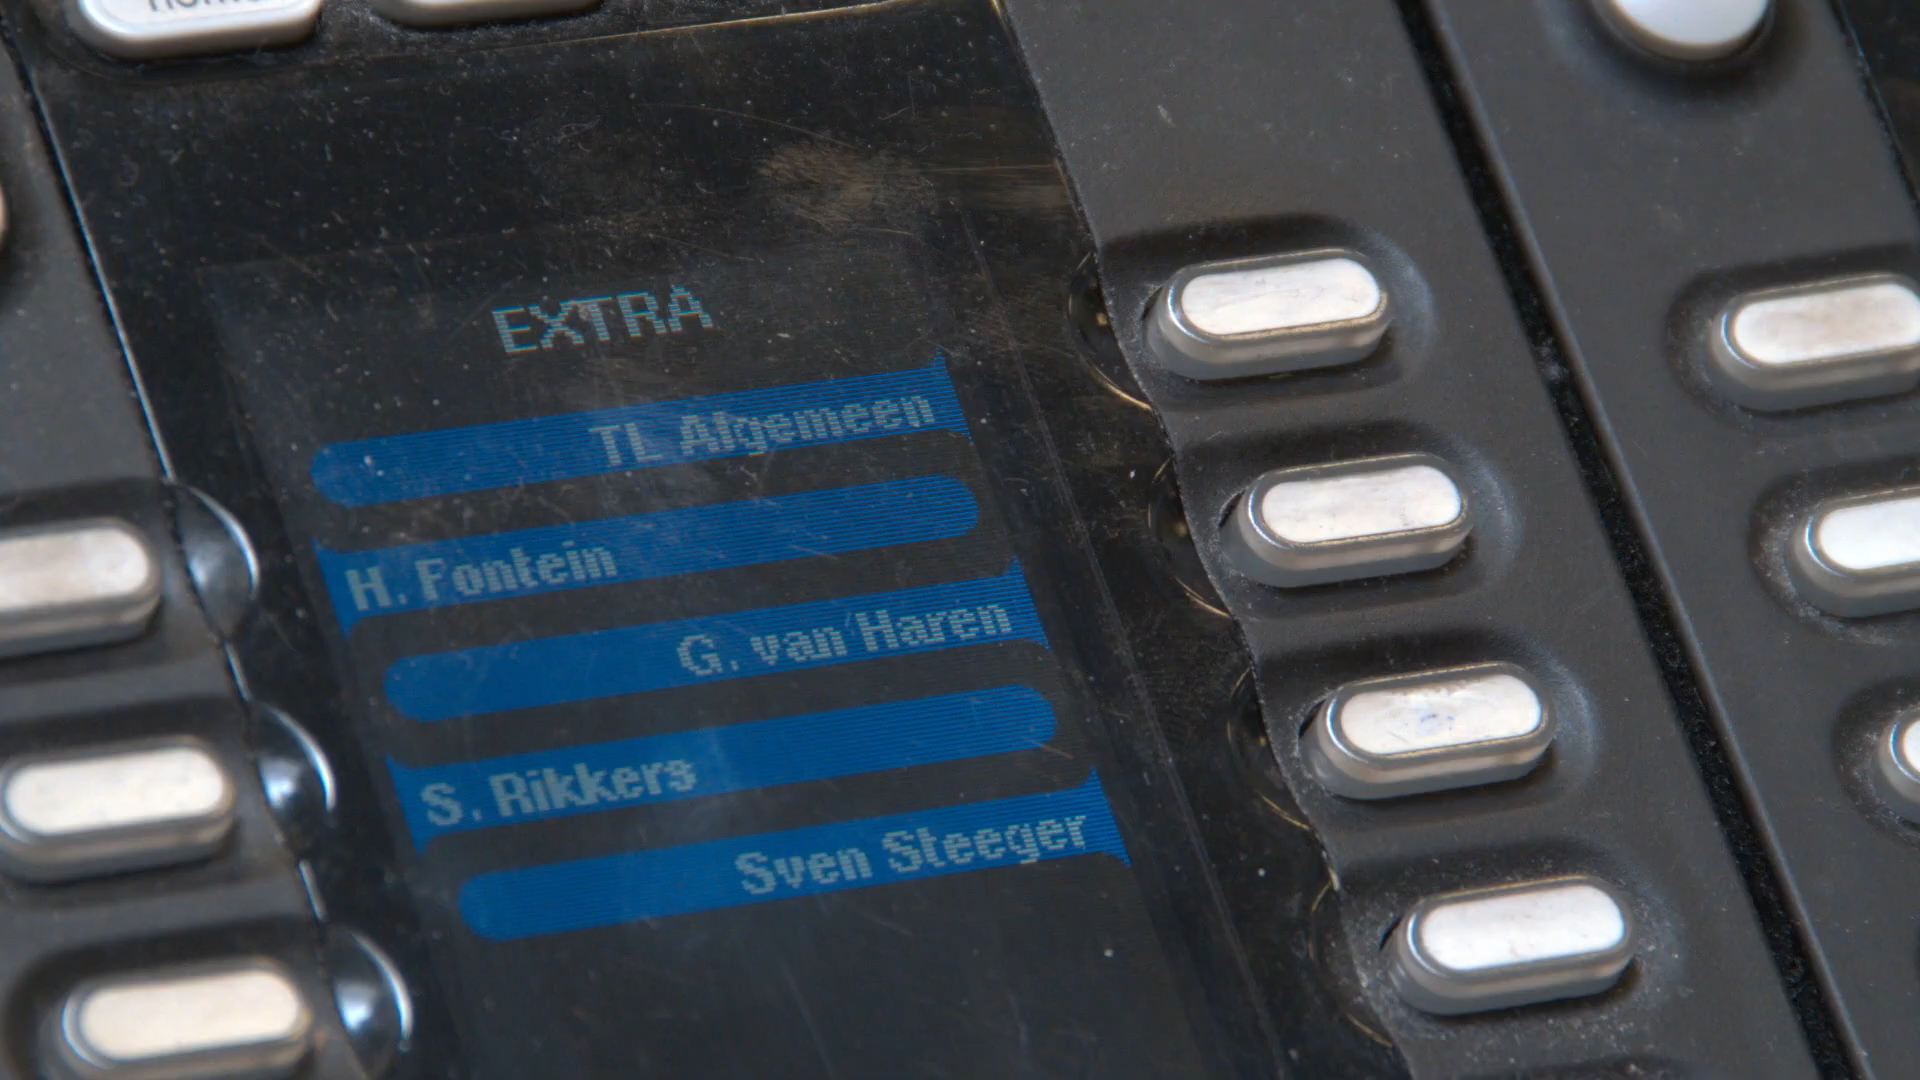 EXTRA
TL Algemeen
H. Fontein
G. van Haren
S. Rikkers
Sven Steeger